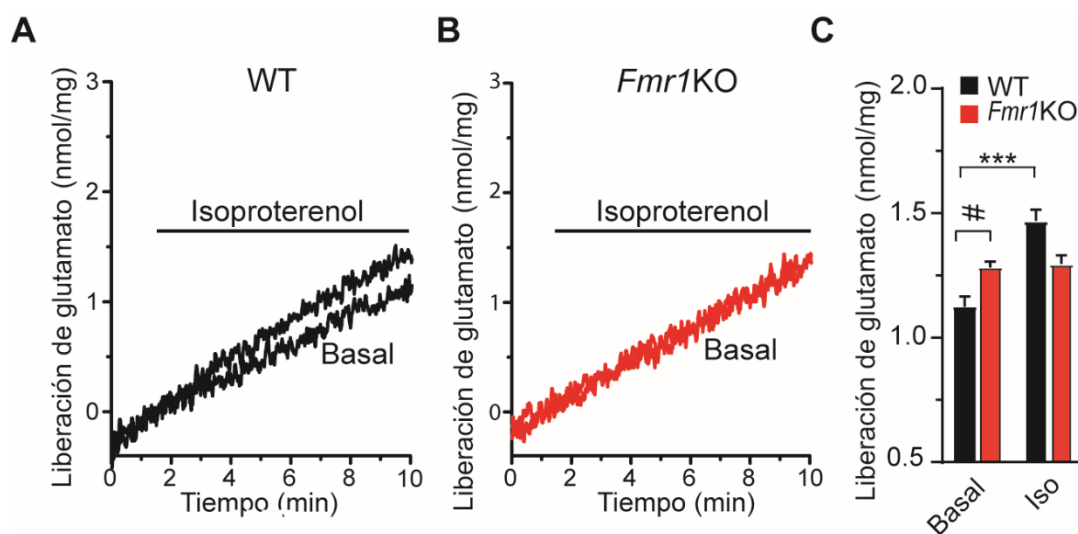 A
WT
Liberación de glutamato (nmol/mg)
3
2
1
0
Isoproterenol
Basal
0 2 4 6 8 10
Tiempo (min)
B
Fmr1KO
Liberación de glutamato (nmol/mg)
3
2
1
0
Isoproterenol
Basal
0 2 4 6 8 10
Tiempo (min)
C
Liberación de glutamato (nmol/mg)
2.0
1.5
1.0
0.5
WT
Fmr1KO
***
#
Basal
Iso